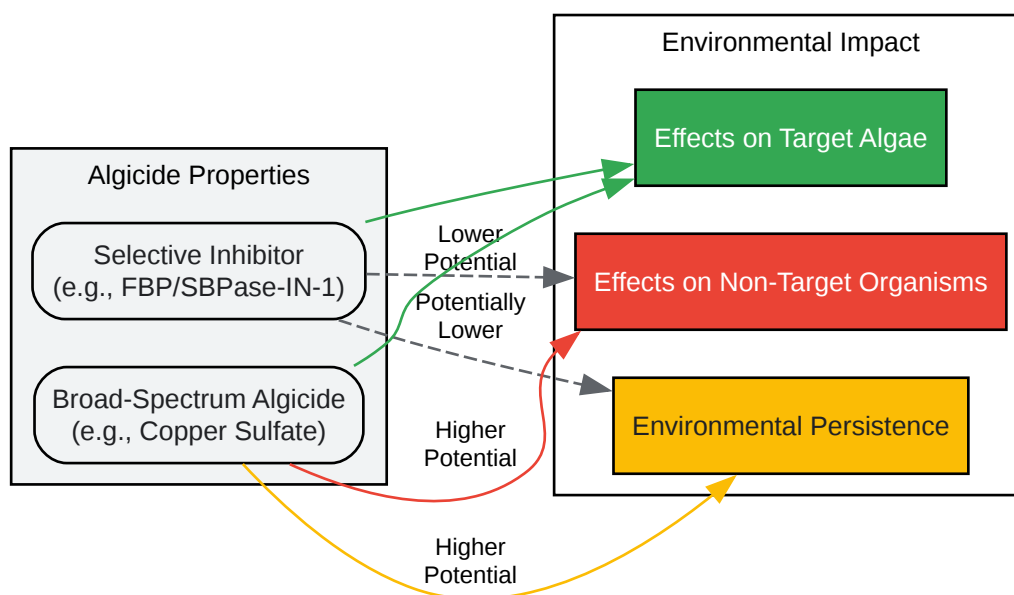 Environmental Impact
Effects on Target Algae
Algicide Properties
Selective Inhibitor
(e.g., FBP/SBPase-IN-1)
Lower
Potential
Effects on Non-Target Organisms
Potentially
Lower
Broad-Spectrum Algicide
(e.g., Copper Sulfate)
Environmental Persistence
Higher
Potential
Higher
Potential